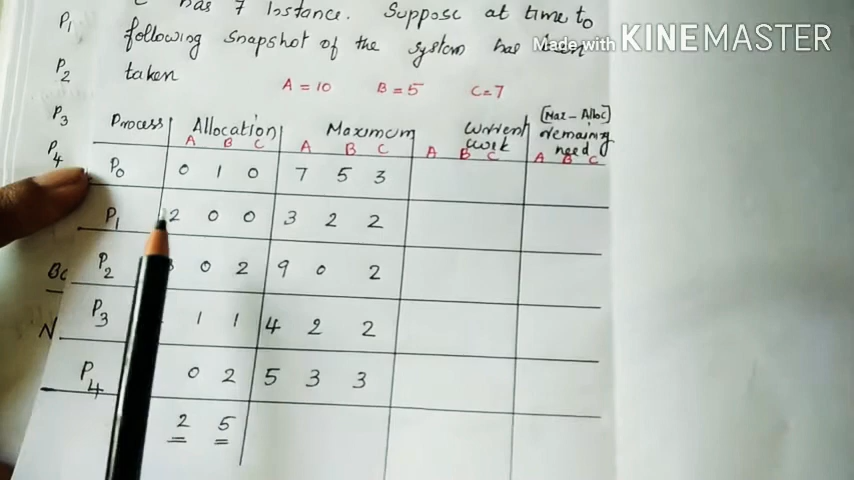 has 7 Instance. Suppose at time to
following snapshot of the system has been
taken
Made with KINEMASTER
A = 10 B = 5 C = 7
P1
P2
P3
P4
Process Allocation Maximum Current work [Max - Alloc] remaining need
A B C A B C A B C A B C
P0 0 1 0 7 5 3
P1 2 0 0 3 2 2
P2 0 2 9 0 2
P3 1 1 4 2 2
P4 0 2 5 3 3
2 5
N